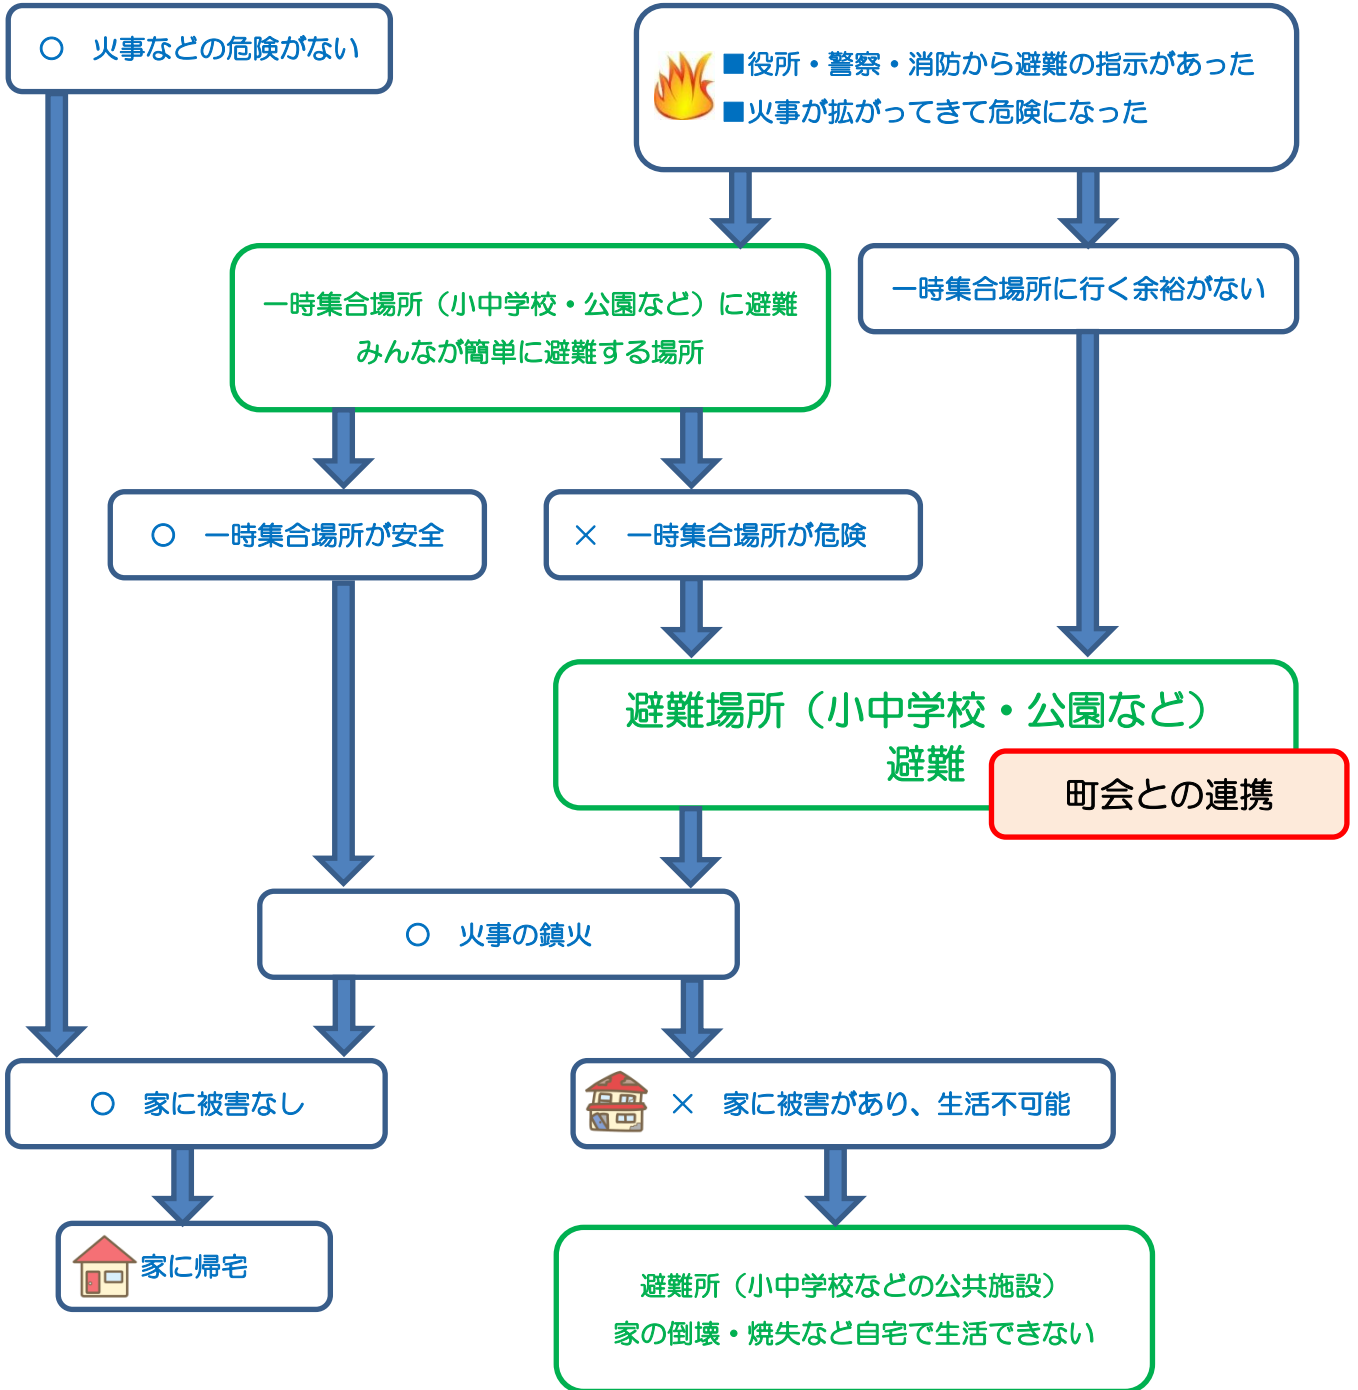 ○ 火事などの危険がない
■役所・警察・消防から避難の指示があった
■火事が拡がってきて危険になった
一時集合場所（小中学校・公園など）に避難
みんなが簡単に避難する場所
一時集合場所に行く余裕がない
○ 一時集合場所が安全
× 一時集合場所が危険
避難場所（小中学校・公園など）
避難
町会との連携
○ 火事の鎮火
○ 家に被害なし
× 家に被害があり、生活不可能
家に帰宅
避難所（小中学校などの公共施設）
家の倒壊・焼失など自宅で生活できない